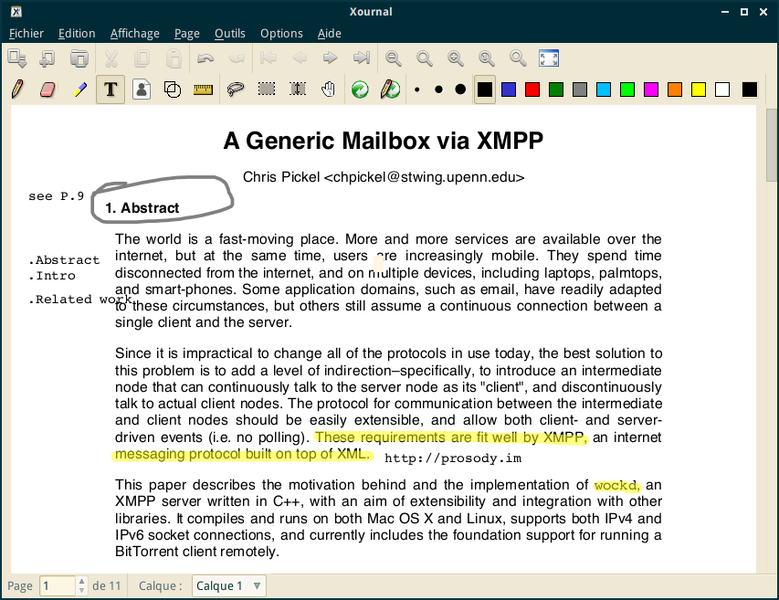 Xournal
Fichier Edition Affichage Page Outils Options Aide
T
A Generic Mailbox via XMPP
Chris Pickel <chpickel@stwing.upenn.edu>
see P.9
1. Abstract
The world is a fast-moving place. More and more services are available over the
.Abstract
internet, but at the same time, users are increasingly mobile. They spend time
.Intro
disconnected from the internet, and on multiple devices, including laptops, palmtops,
and smart-phones. Some application domains, such as email, have readily adapted
.Related work
to these circumstances, but others still assume a continuous connection between a
single client and the server.
Since it is impractical to change all of the protocols in use today, the best solution to
this problem is to add a level of indirection–specifically, to introduce an intermediate
node that can continuously talk to the server node as its "client", and discontinuously
talk to actual client nodes. The protocol for communication between the intermediate
and client nodes should be easily extensible, and allow both client- and server-
driven events (i.e. no polling). These requirements are fit well by XMPP, an internet
messaging protocol built on top of XML.
http://prosody.im
This paper describes the motivation behind and the implementation of wockd, an
XMPP server written in C++, with an aim of extensibility and integration with other
libraries. It compiles and runs on both Mac OS X and Linux, supports both IPv4 and
IPv6 socket connections, and currently includes the foundation support for running a
BitTorrent client remotely.
Page 1 de 11 Calque : Calque 1